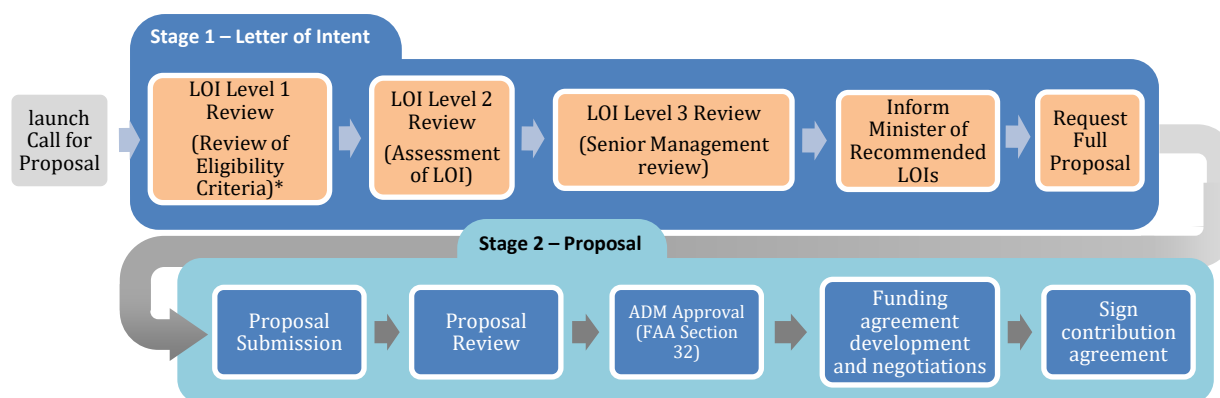 Stage 1 – Letter of Intent
launch
Call for
Proposal
LOI Level 1
Review
(Review of
Eligibility
Criteria)*
LOI Level 2
Review
(Assessment
of LOI)
LOI Level 3 Review
(Senior Management
review)
Inform
Minister of
Recommended
LOIs
Request
Full
Proposal
Stage 2 – Proposal
Proposal
Submission
Proposal
Review
ADM Approval
(FAA Section
32)
Funding
agreement
development
and negotiations
Sign
contribution
agreement